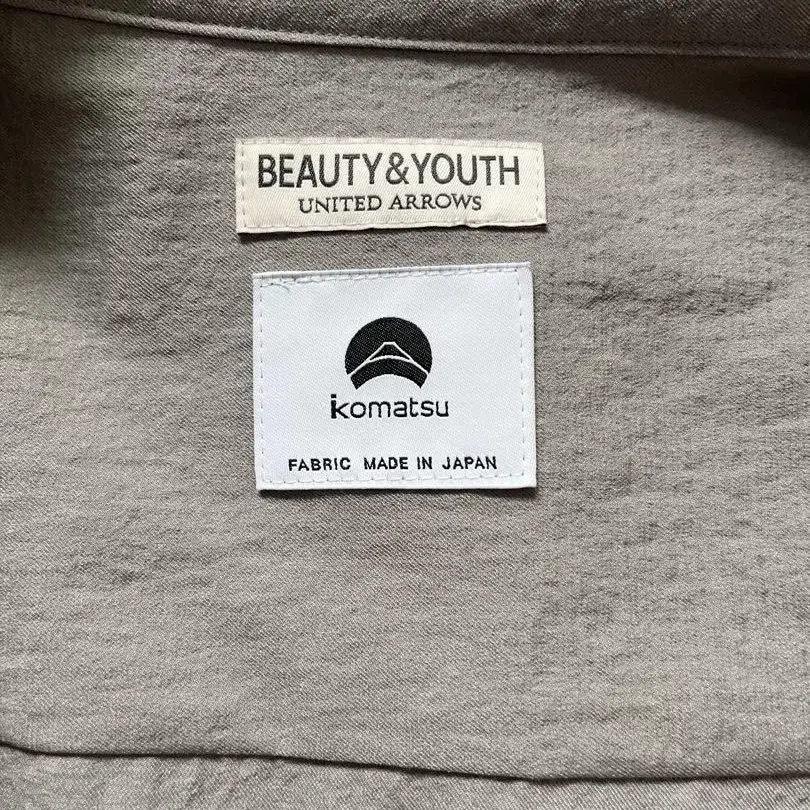 BEAUTY&YOUTH
UNITED ARROWS
komatsu
FABRIC MADE IN JAPAN